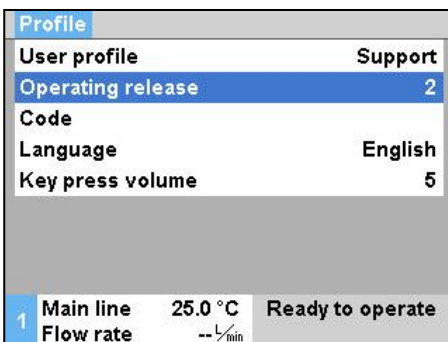 Profile
User profile Support
Operating release 2
Code
Language English
Key press volume 5
1 Main line 25.0 °C Ready to operate
Flow rate -- L/min